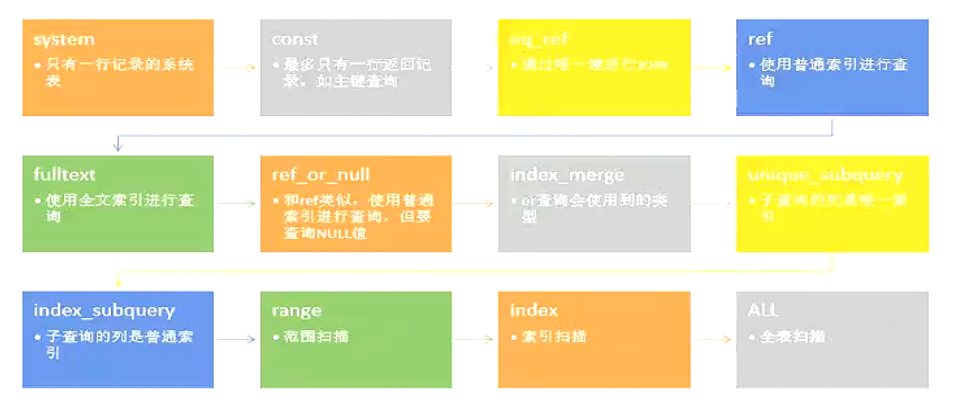 system
• 只有一行记录的系统
表
const
• 最多只有一行返回记
录，如主键查询
eq_ref
• 通过唯一键进行JOIN
ref
• 使用普通索引进行查
询
fulltext
• 使用全文索引进行查
询
ref_or_null
• 和ref类似，使用普通
索引进行查询，但要
查询NULL值
index_merge
• or查询会使用到的类
型
unique_subquery
• 子查询的列是唯一索
引
index_subquery
• 子查询的列是普通索
引
range
• 范围扫描
index
• 索引扫描
ALL
• 全表扫描